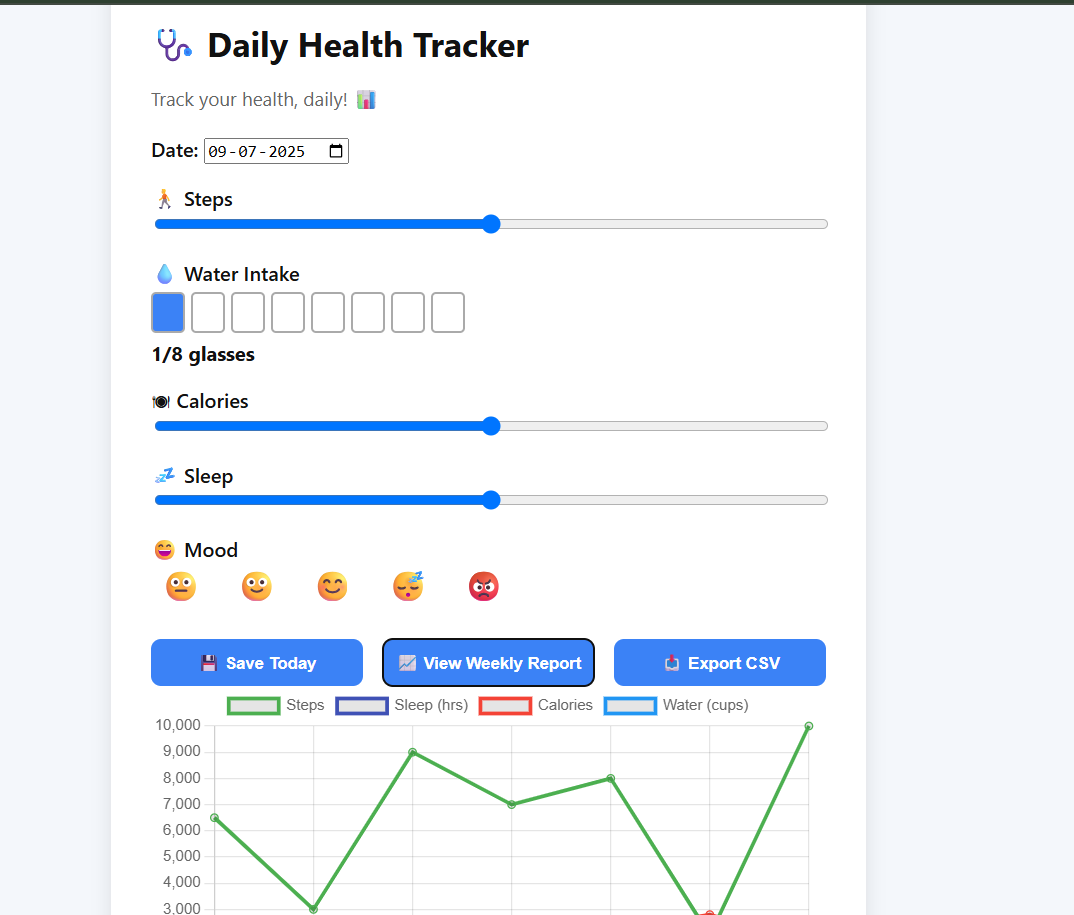 Daily Health Tracker
Track your health, daily!
Date: 09-07-2025
Steps
Water Intake
1/8 glasses
Calories
Sleep
Mood
Save Today View Weekly Report Export CSV
Steps Sleep (hrs) Calories Water (cups)
10,000
9,000
8,000
7,000
6,000
5,000
4,000
3,000